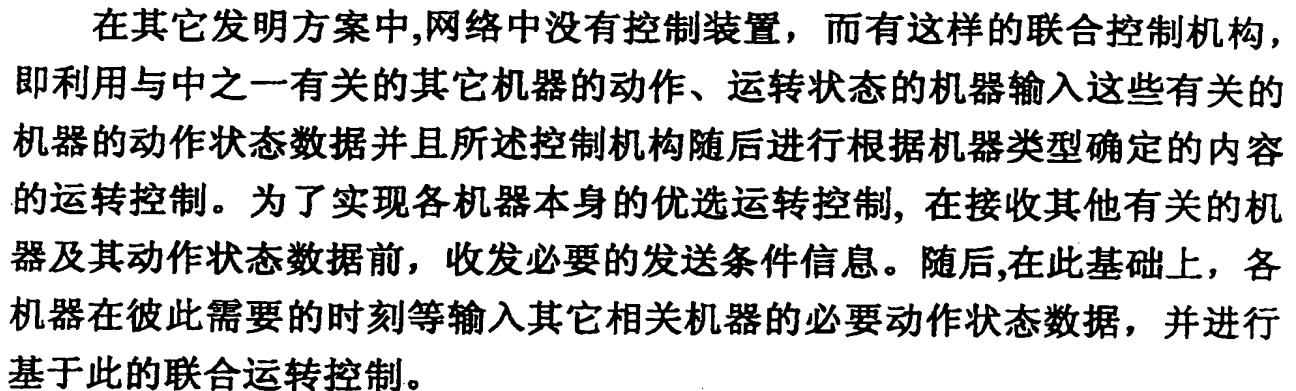 在其它发明方案中,网络中没有控制装置，而有这样的联合控制机构，
即利用与中之一有关的其它机器的动作、运转状态的机器输入这些有关的
机器的动作状态数据并且所述控制机构随后进行根据机器类型确定的内容
的运转控制。为了实现各机器本身的优选运转控制, 在接收其他有关的机
器及其动作状态数据前，收发必要的发送条件信息。随后,在此基础上，各
机器在彼此需要的时刻等输入其它相关机器的必要动作状态数据，并进行
基于此的联合运转控制。